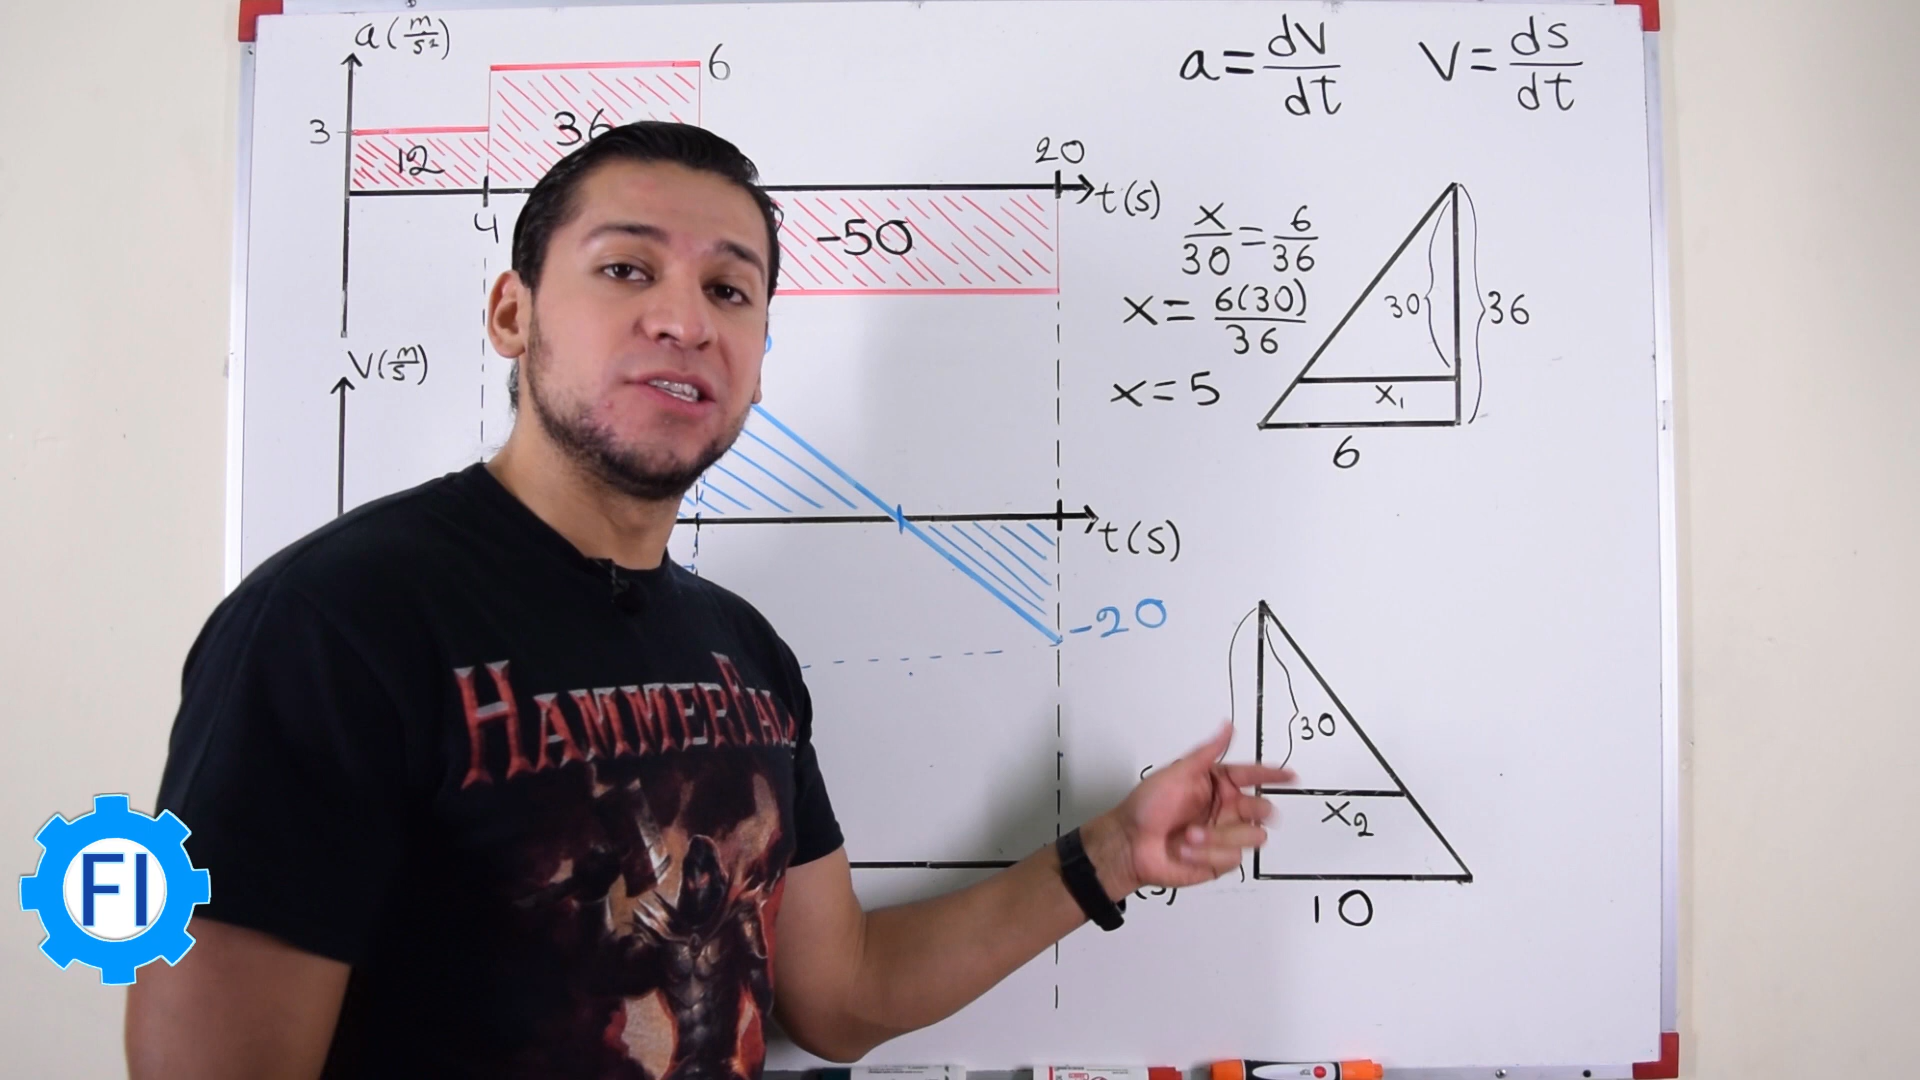 a(m/s²)
3
12
36
6
4
20
t(s)
-50
a = dv/dt
V = ds/dt
x/30 = 6/36
x = 6(30)/36
x = 5
30
36
x₁
6
V(m/s)
t(s)
-20
30
x₂
10
HAMMERFALL
FI